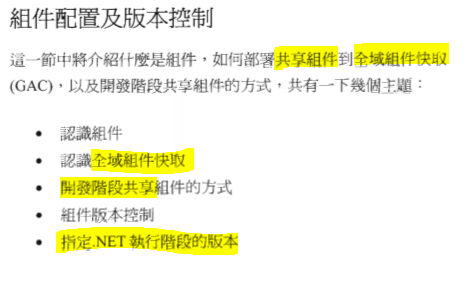 組件配置及版本控制
這一節中將介紹什麼是組件，如何部署共享組件到全域組件快取
(GAC)，以及開發階段共享組件的方式，共有一下幾個主題：
• 認識組件
• 認識全域組件快取
• 開發階段共享組件的方式
• 組件版本控制
• 指定.NET 執行階段的版本